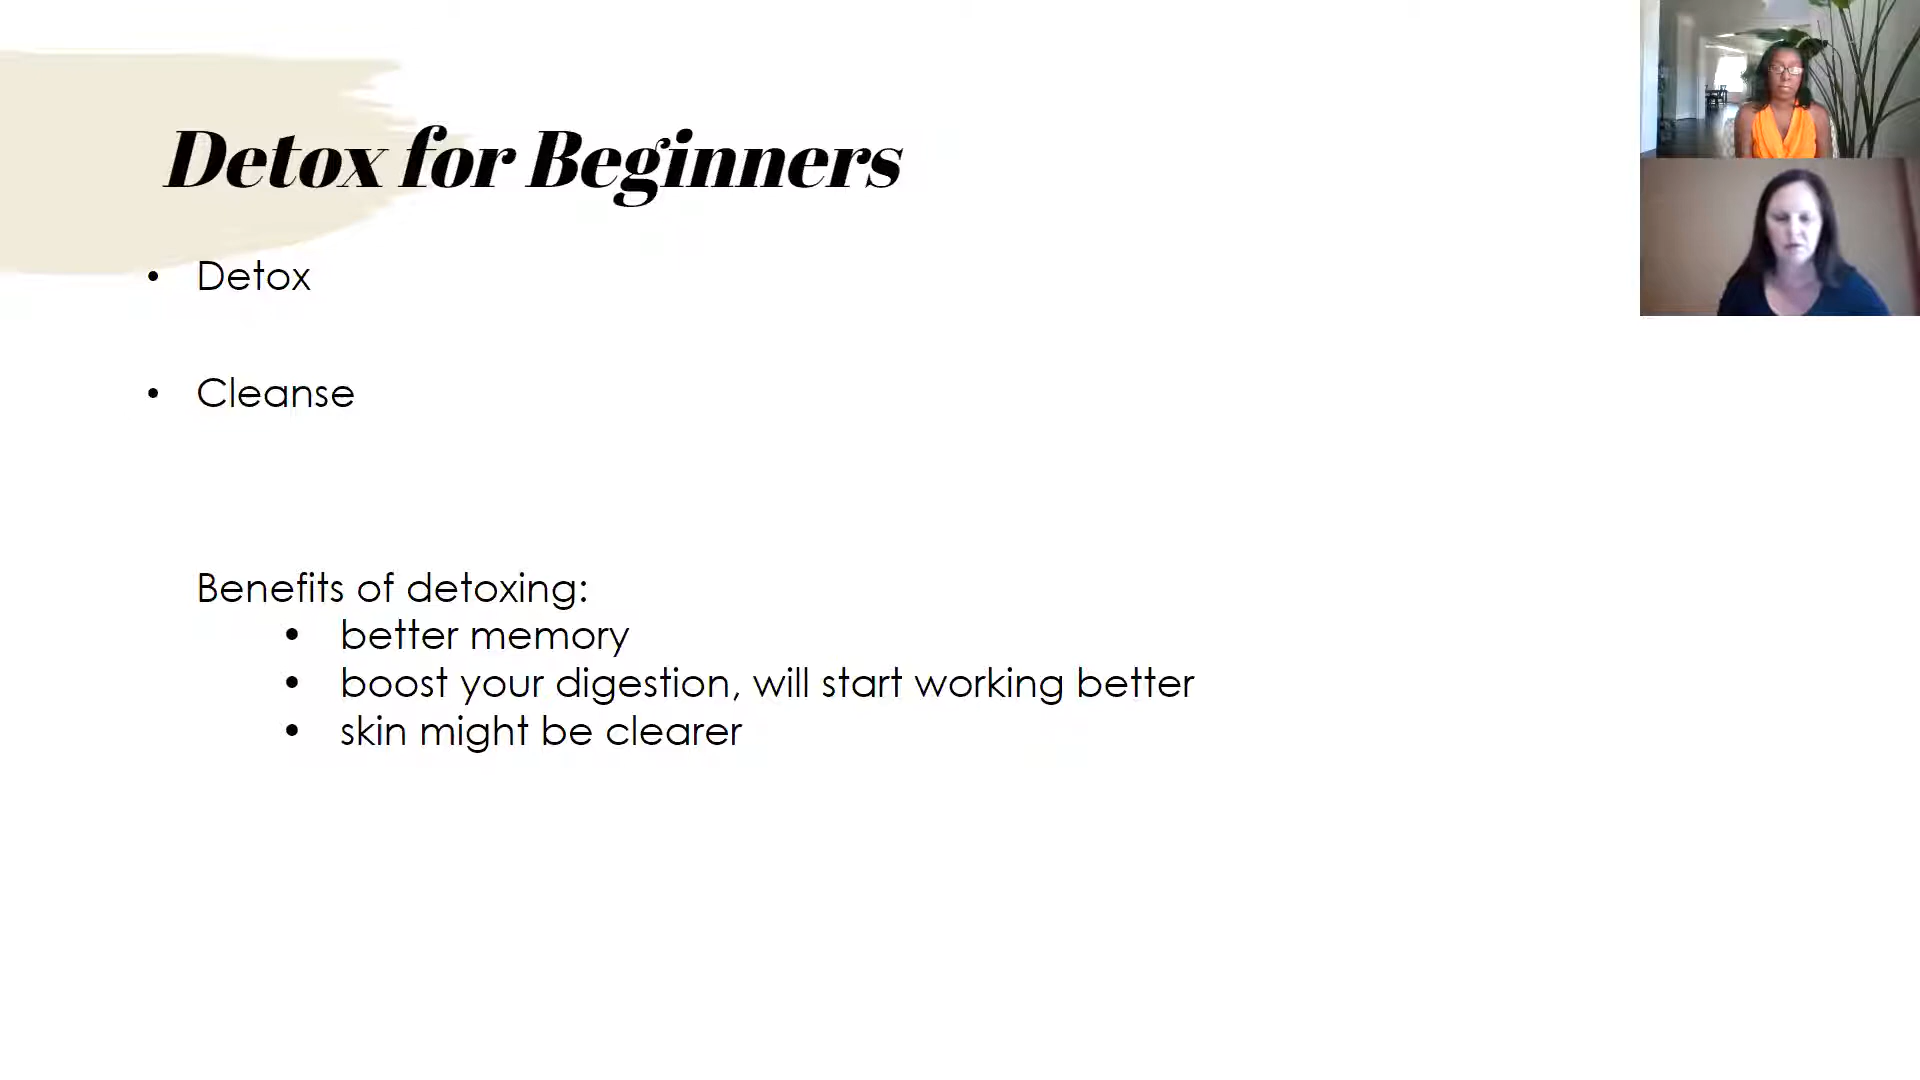 Detox for Beginners
• Detox
• Cleanse
Benefits of detoxing:
• better memory
• boost your digestion, will start working better
• skin might be clearer